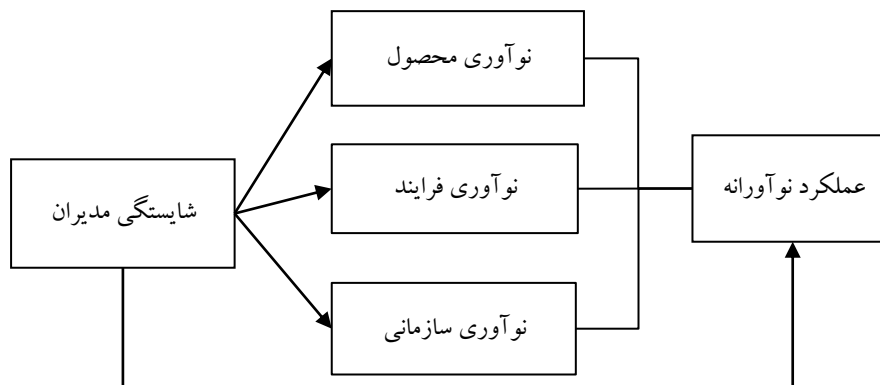 نوآوری محصول
نوآوری فرایند
عملکرد نوآورانه
شایستگی مدیران
نوآوری سازمانی